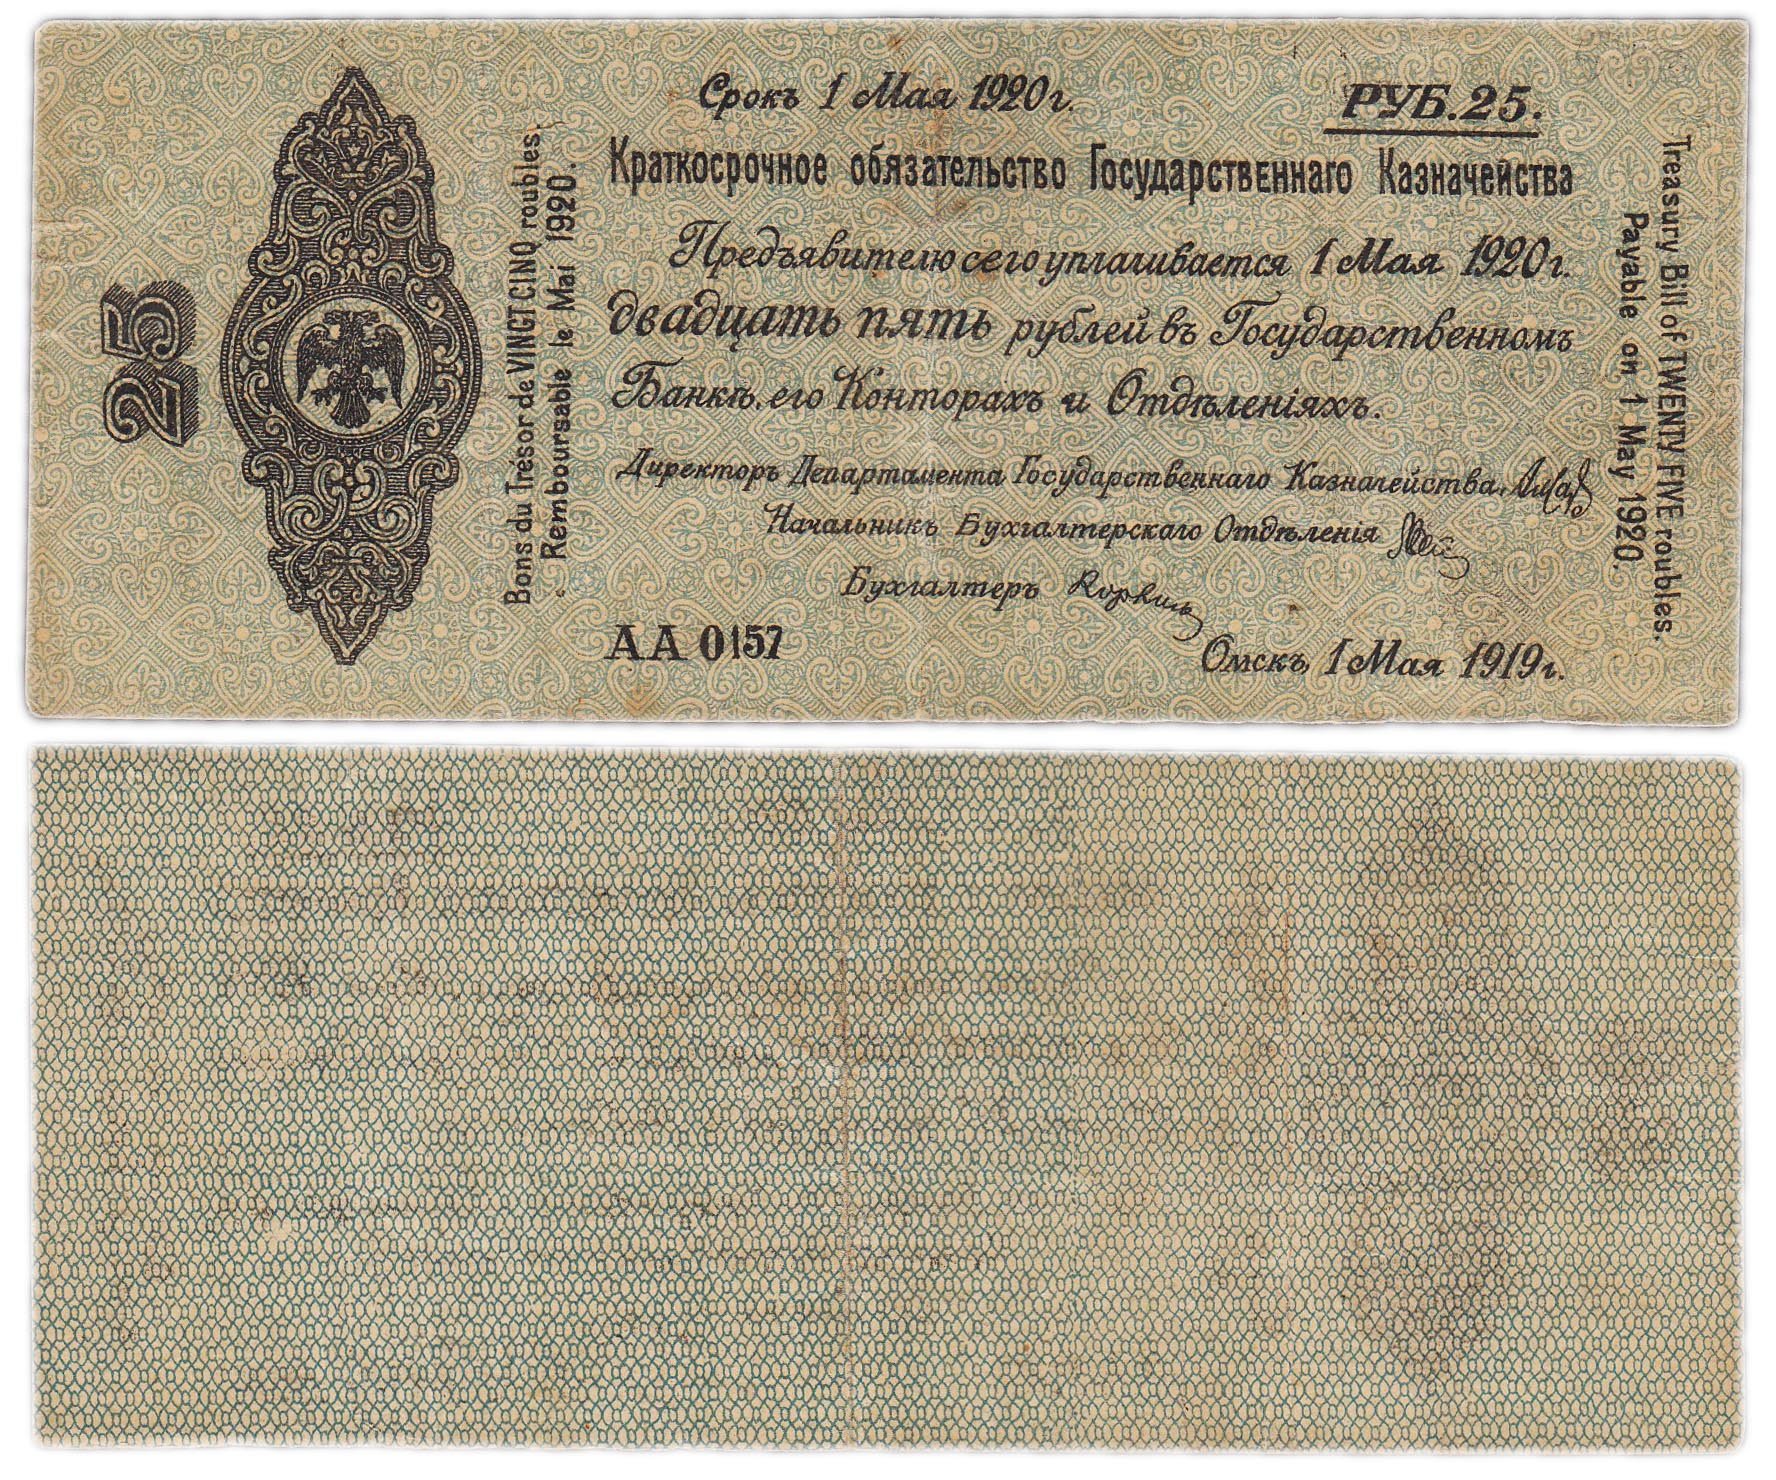 25
Bons du Trésor de VINGT CINQ roubles.
Remboursable le Mai 1920.
Срокъ 1 Мая 1920 г.
РУБ. 25.
Краткосрочное обязательство Государственнаго Казначейства
Предъявителю сего уплачивается 1 Мая 1920 г.
двадцать пять рублей въ Государственномъ
Банкѣ, его Конторахъ и Отдѣленіяхъ.
Директоръ Департамента Государственнаго Казначейства
Начальникъ Бухгалтерскаго Отдѣленія
Бухгалтеръ
АА 0157
Омскъ, 1 Мая 1919 г.
Treasury Bill of TWENTY FIVE roubles.
Payable on 1 May 1920.